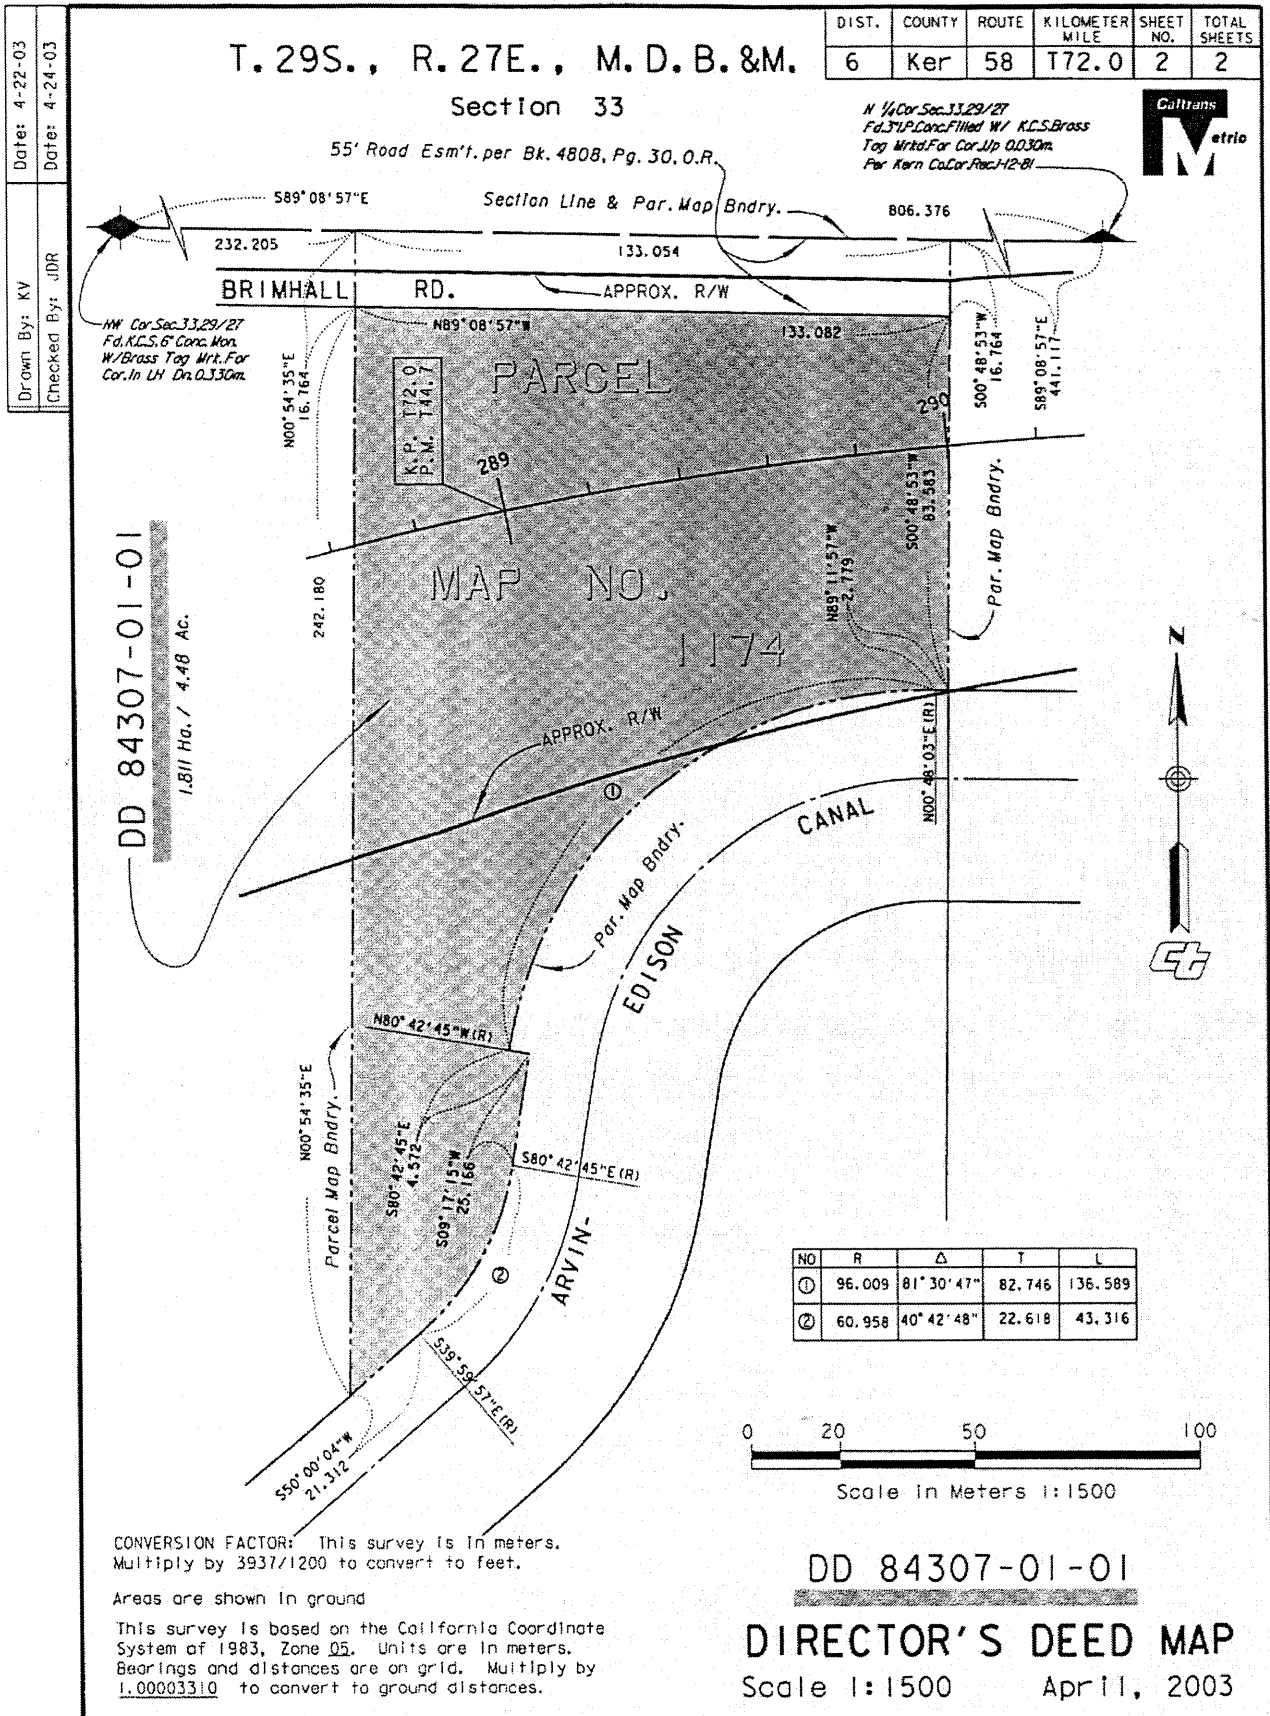 Date: 4-22-03
Date: 4-24-03
Drawn By: KV
Checked By: JDR
T.29S., R.27E., M.D.B.&M.
Section 33
DIST. COUNTY ROUTE KILOMETER MILE SHEET NO. TOTAL SHEETS
6 Ker 58 T72.0 2 2
Caltrans
Metric
N ¼ Cor.Sec.33,29/27
Fd.3"I.P.Conc.Filled W/ K.C.S.Brass
Tag Mrkd.For Cor.Up 0.030m.
Per Kern Co.Cor.Rec.1-12-81
55' Road Esm't. per Bk. 4808, Pg. 30, O.R.
S89°08'57"E
Section Line & Par. Map Bndry.
806.376
232.205
133.054
BRIMHALL RD.
APPROX. R/W
NW Cor.Sec.33,29/27
Fd.K.C.S.6" Conc. Mon.
W/Brass Tag Mrk. For
Cor.In LH Dn.0.330m.
N00°54'35"E
16.764
N89°08'57"W
133.082
S00°48'53"W
16.764
S89°08'57"E
441.117
PARCEL
K.P. T72.0
P.M. T44.7
290
289
S00°48'53"W
83.583
Par. Map Bndry.
N89°11'57"W
2.779
MAP NO.
1174
242.180
DD 84307-01-01
1.811 Ha. / 4.48 Ac.
N
APPROX. R/W
N00°48'03"E(R)
①
CANAL
Par. Map Bndry.
EDISON
ct
N80°42'45"W(R)
N00°54'35"E
Parcel Map Bndry.
S80°42'45"E
4.572
S09°17'15"W
25.166
S80°42'45"E(R)
②
ARVIN-
S39°59'57"E(R)
S50°00'04"W
21.312
NO R Δ T L
① 96.009 81°30'47" 82.746 136.589
② 60.958 40°42'48" 22.618 43.316
0 20 50 100
Scale in Meters 1:1500
CONVERSION FACTOR: This survey is in meters.
Multiply by 3937/1200 to convert to feet.
Areas are shown in ground
This survey is based on the California Coordinate
System of 1983, Zone 05. Units are in meters.
Bearings and distances are on grid. Multiply by
1.00003310 to convert to ground distances.
DD 84307-01-01
DIRECTOR'S DEED MAP
Scale 1:1500 April, 2003